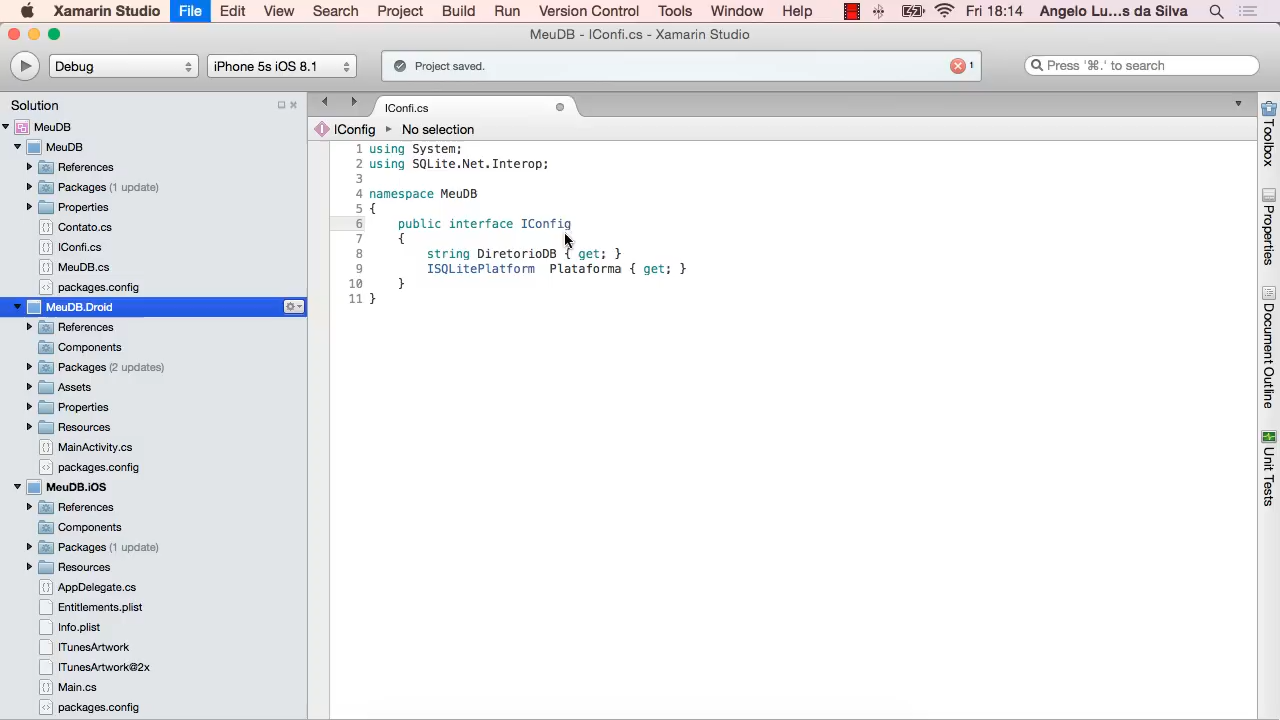 Xamarin Studio File Edit View Search Project Build Run Version Control Tools Window Help Fri 18:14 Angelo Lu...s da Silva
MeuDB - IConfi.cs - Xamarin Studio
Debug iPhone 5s iOS 8.1 Project saved. 1 Press '⌘.' to search
Solution
MeuDB
MeuDB
References
Packages (1 update)
Properties
Contato.cs
IConfi.cs
MeuDB.cs
packages.config
MeuDB.Droid
References
Components
Packages (2 updates)
Assets
Properties
Resources
MainActivity.cs
packages.config
MeuDB.iOS
References
Components
Packages (1 update)
Resources
AppDelegate.cs
Entitlements.plist
Info.plist
ITunesArtwork
ITunesArtwork@2x
Main.cs
packages.config
IConfi.cs
IConfig No selection
1 using System;
2 using SQLite.Net.Interop;
3
4 namespace MeuDB
5 {
6 public interface IConfig
7 {
8 string DiretorioDB { get; }
9 ISQLitePlatform  Plataforma { get; }
10 }
11 }
Toolbox
Properties
Document Outline
Unit Tests